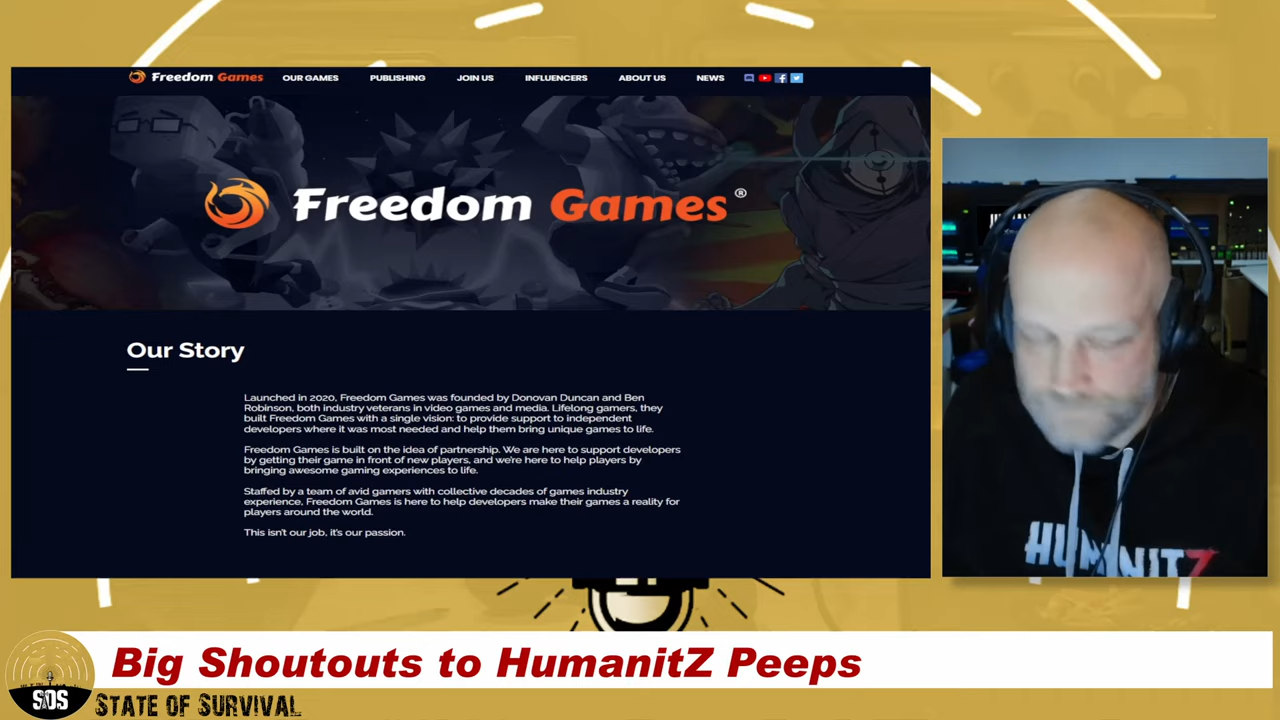 Freedom Games OUR GAMES PUBLISHING JOIN US INFLUENCERS ABOUT US NEWS
Freedom Games ®
Our Story
Launched in 2020, Freedom Games was founded by Donovan Duncan and Ben
Robinson, both industry veterans in video games and media. Lifelong gamers, they
built Freedom Games with a single vision: to provide support to independent
developers where it was most needed and help them bring unique games to life.
Freedom Games is built on the idea of partnership. We are here to support developers
by getting their game in front of new players, and we're here to help players by
bringing awesome gaming experiences to life.
Staffed by a team of avid gamers with collective decades of games industry
experience, Freedom Games is here to help developers make their games a reality for
players around the world.
This isn't our job, it's our passion.
HUMANITZ
Big Shoutouts to HumanitZ Peeps
SOS
STATE OF SURVIVAL